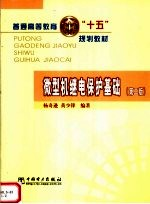 普通高等教育"十五"规划教材
PUTONG
GAODENG JIAOYU
SHIWU
GUIHUA JIAOCAI
微型机继电保护基础
(第二版)
杨奇逊 黄少锋 编著
中国电力出版社